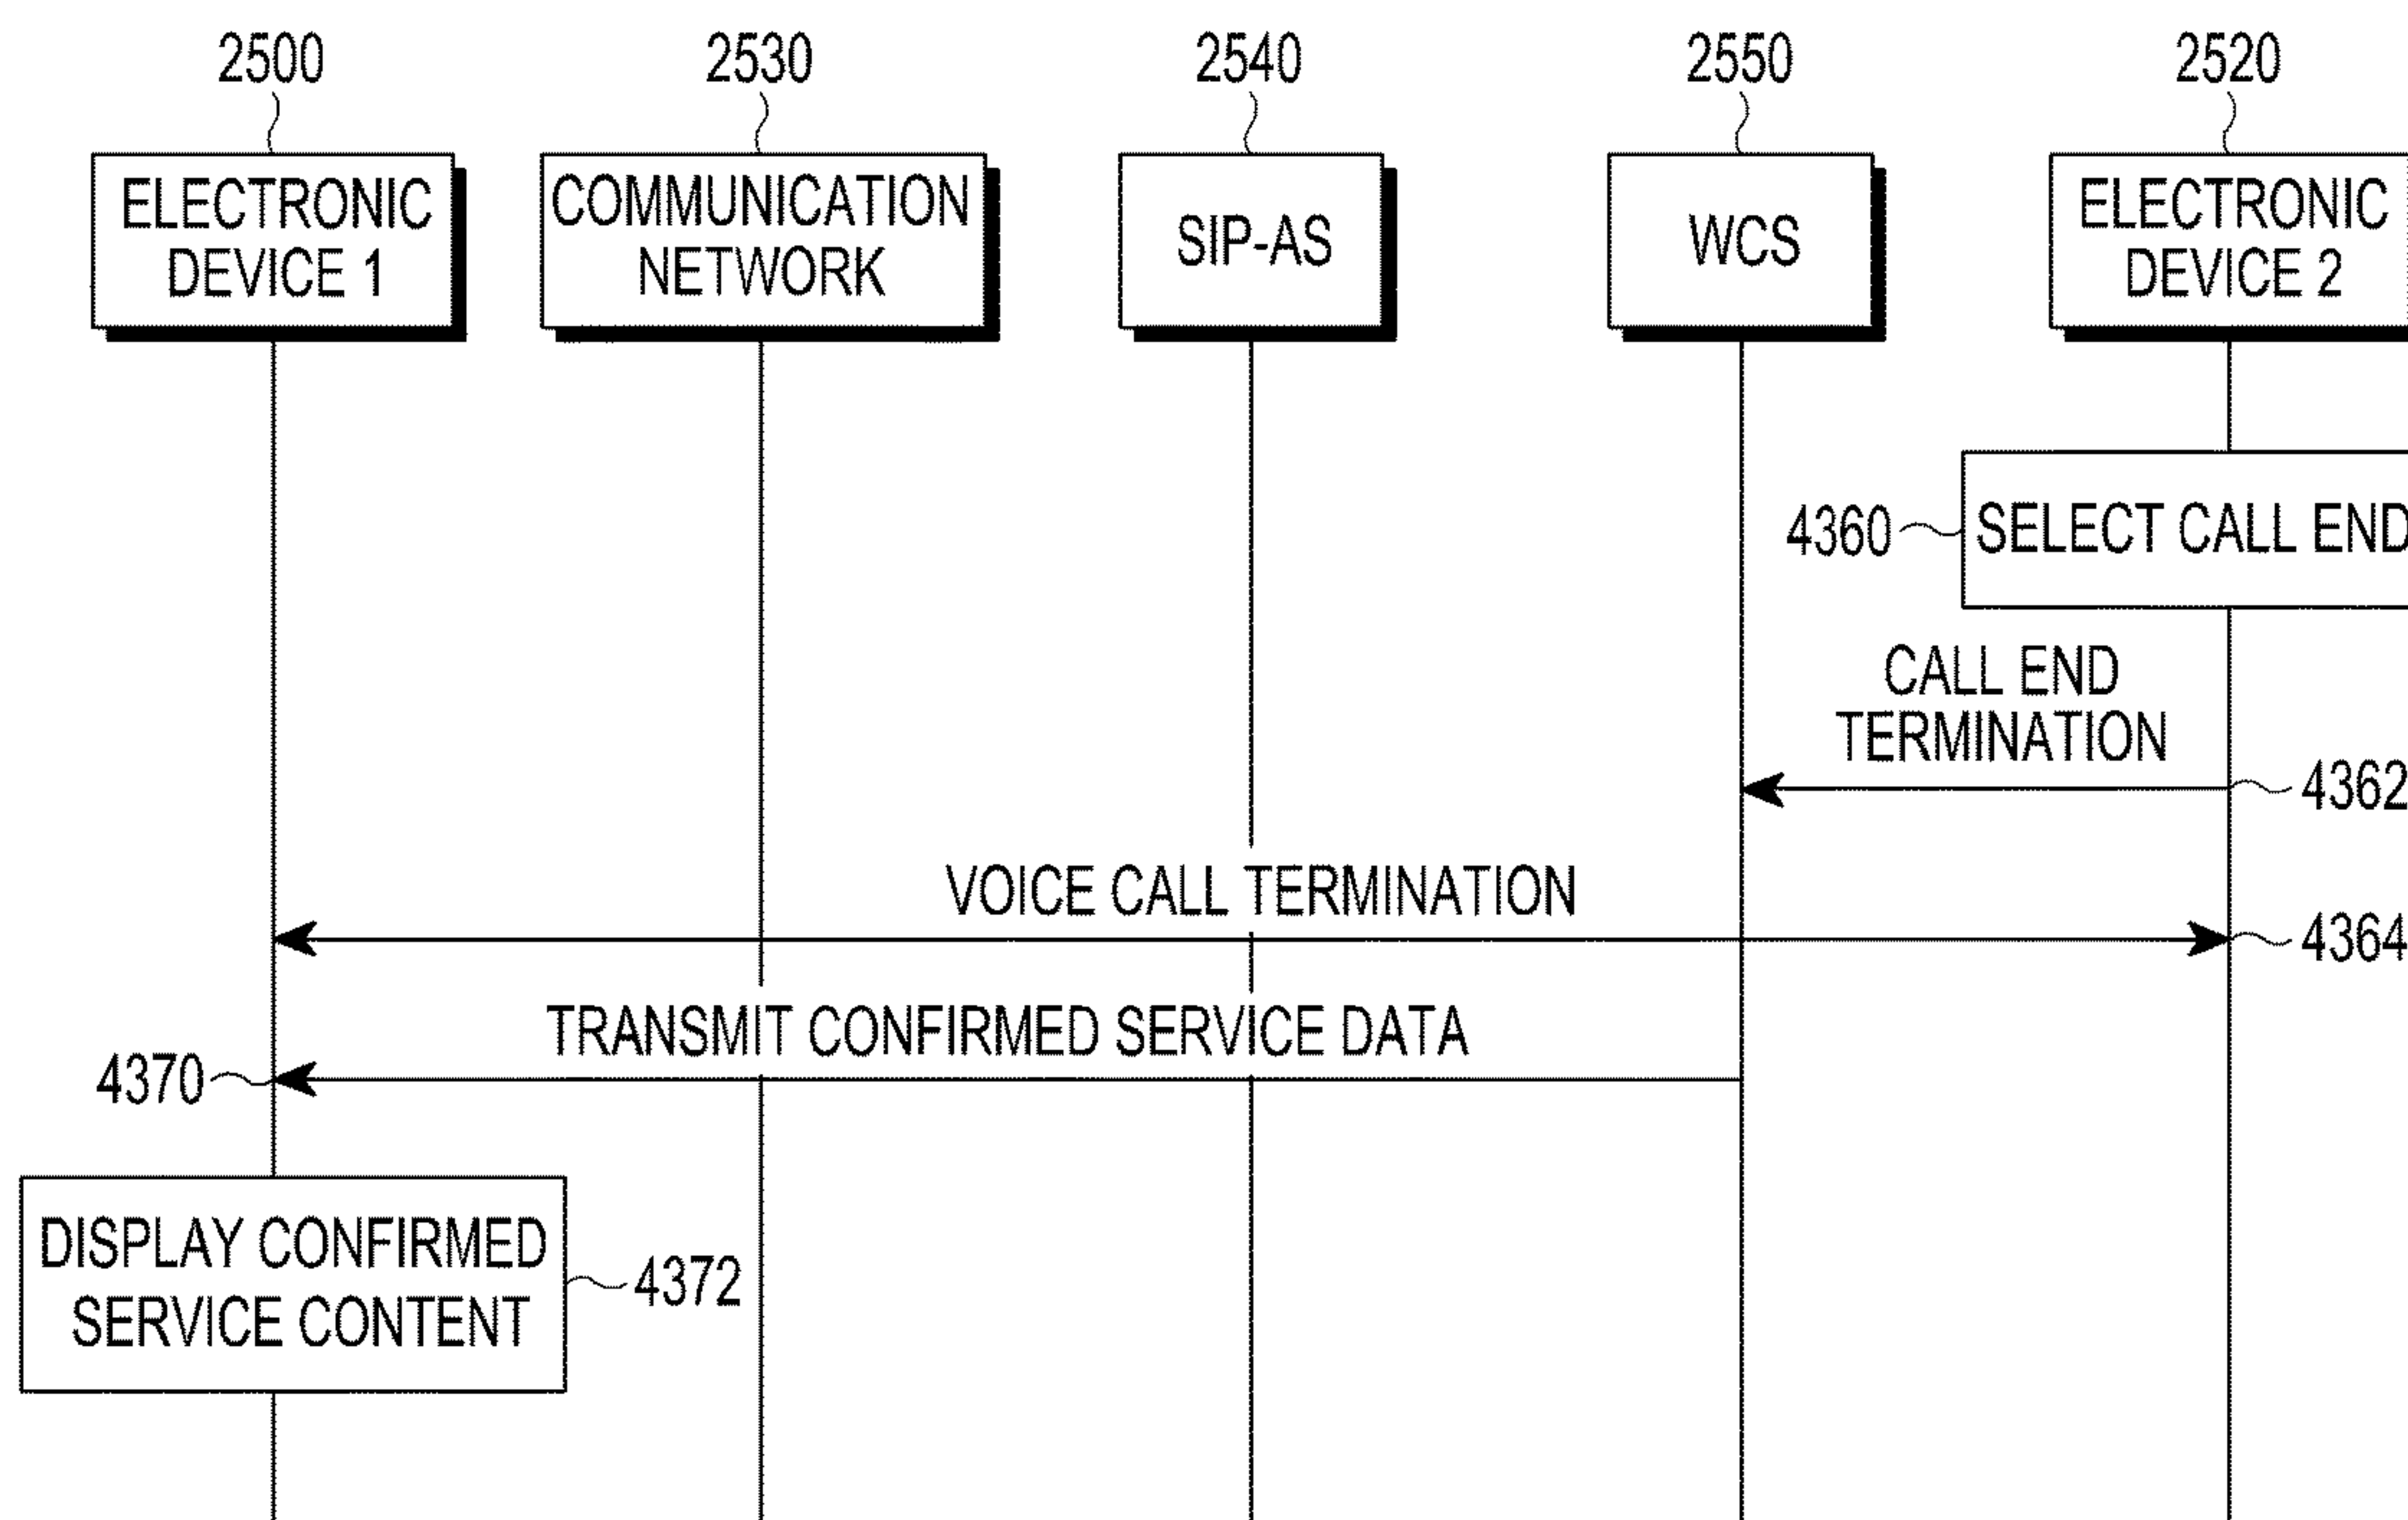 2500
2530
2540
2550
2520
ELECTRONIC
DEVICE 1
COMMUNICATION
NETWORK
SIP-AS
WCS
ELECTRONIC
DEVICE 2
4360
SELECT CALL END
CALL END
TERMINATION
4362
VOICE CALL TERMINATION
4364
TRANSMIT CONFIRMED SERVICE DATA
4370
DISPLAY CONFIRMED
SERVICE CONTENT
4372